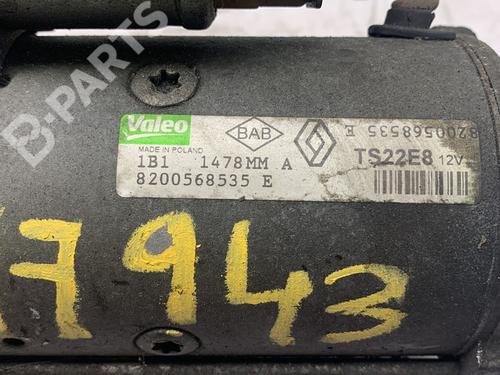 B-PARTS
Valeo
BAB
MADE IN POLAND
1B1 1478MM A
8200568535 E
8200568535 E
TS22E8 12V
7943